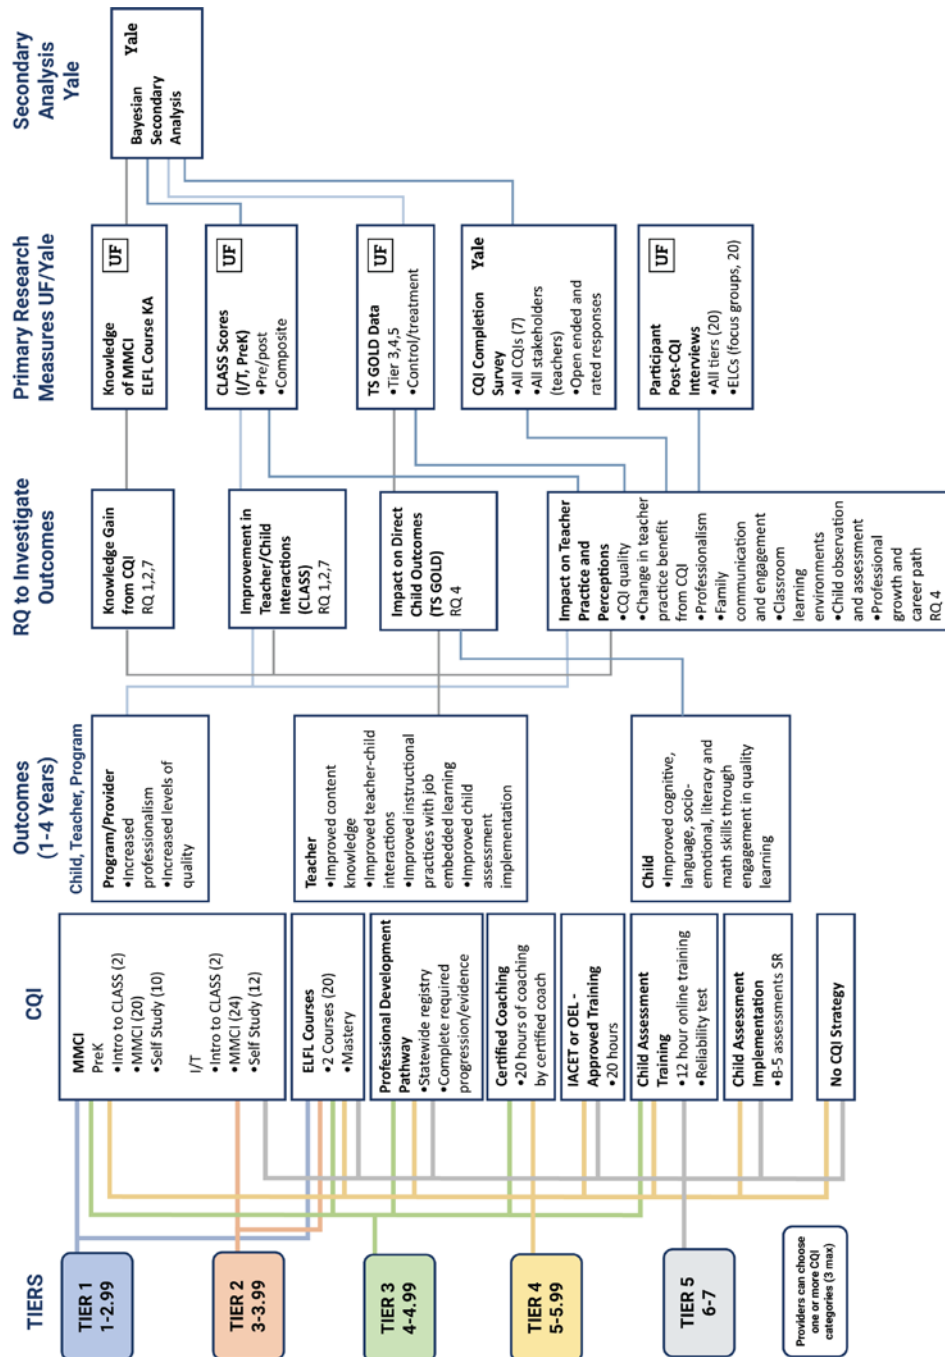 TIERS
TIER 1
1-2.99
TIER 2
3-3.99
TIER 3
4-4.99
TIER 4
5-5.99
TIER 5
6-7
Providers can choose
one or more CQI
categories (3 max)
CQI
MMCI
PreK
•Intro to CLASS (2)
•MMCI (20)
•Self Study (10)
I/T
•Intro to CLASS (2)
•MMCI (24)
•Self Study (12)
ELFL Courses
•2 Courses (20)
•Mastery
Professional Development
Pathway
•Statewide registry
•Complete required
progression/evidence
Certified Coaching
•20 hours of coaching
by certified coach
IACET or OEL -
Approved Training
•20 hours
Child Assessment
Training
•12 hour online training
•Reliability test
Child Assessment
Implementation
•B-5 assessments SR
No CQI Strategy
Outcomes
(1-4 Years)
Child, Teacher, Program
Program/Provider
•Increased
professionalism
•Increased levels of
quality
Teacher
•Improved content
knowledge
•Improved teacher-child
interactions
•Improved instructional
practices with job
embedded learning
•Improved child
assessment
implementation
Child
•Improved cognitive,
language, socio-
emotional, literacy and
math skills through
engagement in quality
learning
RQ to Investigate
Outcomes
Knowledge Gain
from CQI
RQ 1,2,7
Improvement in
Teacher/Child
Interactions
(CLASS)
RQ 1,2,7
Impact on Direct
Child Outcomes
(TS GOLD)
RQ 4
Impact on Teacher
Practice and
Perceptions
•CQI quality
•Change in teacher
practice benefit
from CQI
•Professionalism
•Family
communication
and engagement
•Classroom
learning
environments
•Child observation
and assessment
•Professional
growth and
career path
RQ 4
Primary Research
Measures UF/Yale
Knowledge
of MMCI
ELFL Course KA
UF
CLASS Scores
(I/T, PreK)
•Pre/post
•Composite
UF
TS GOLD Data
•Tier 3,4,5
•Control/treatment
UF
CQI Completion
Survey
•All CQIs (7)
•All stakeholders
(teachers)
•Open ended and
rated responses
Yale
Participant
Post-CQI
Interviews
•All tiers (20)
•ELCs (focus groups, 20)
UF
Secondary
Analysis
Yale
Bayesian
Secondary
Analysis
Yale